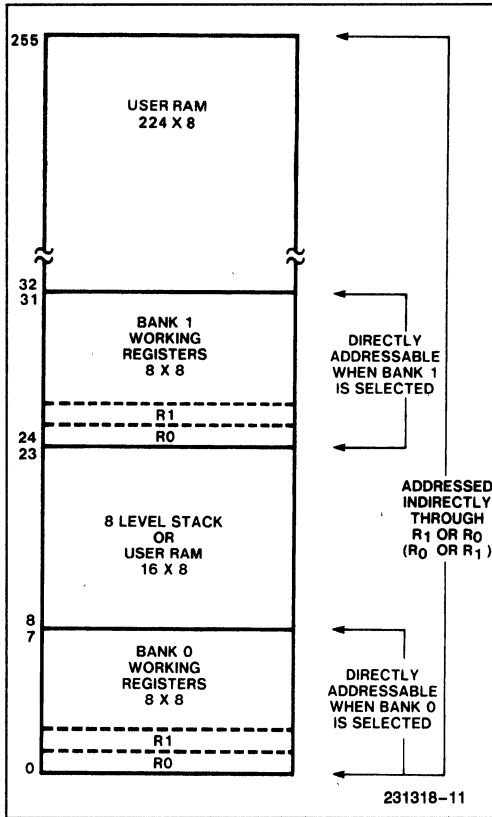 255
USER RAM
224 X 8
32
31
BANK 1
WORKING
REGISTERS
8 X 8
R1
R0
24
23
DIRECTLY
ADDRESSABLE
WHEN BANK 1
IS SELECTED
8 LEVEL STACK
OR
USER RAM
16 X 8
ADDRESSED
INDIRECTLY
THROUGH
R1 OR R0
(R0 OR R1)
8
7
BANK 0
WORKING
REGISTERS
8 X 8
R1
R0
0
DIRECTLY
ADDRESSABLE
WHEN BANK 0
IS SELECTED
231318-11